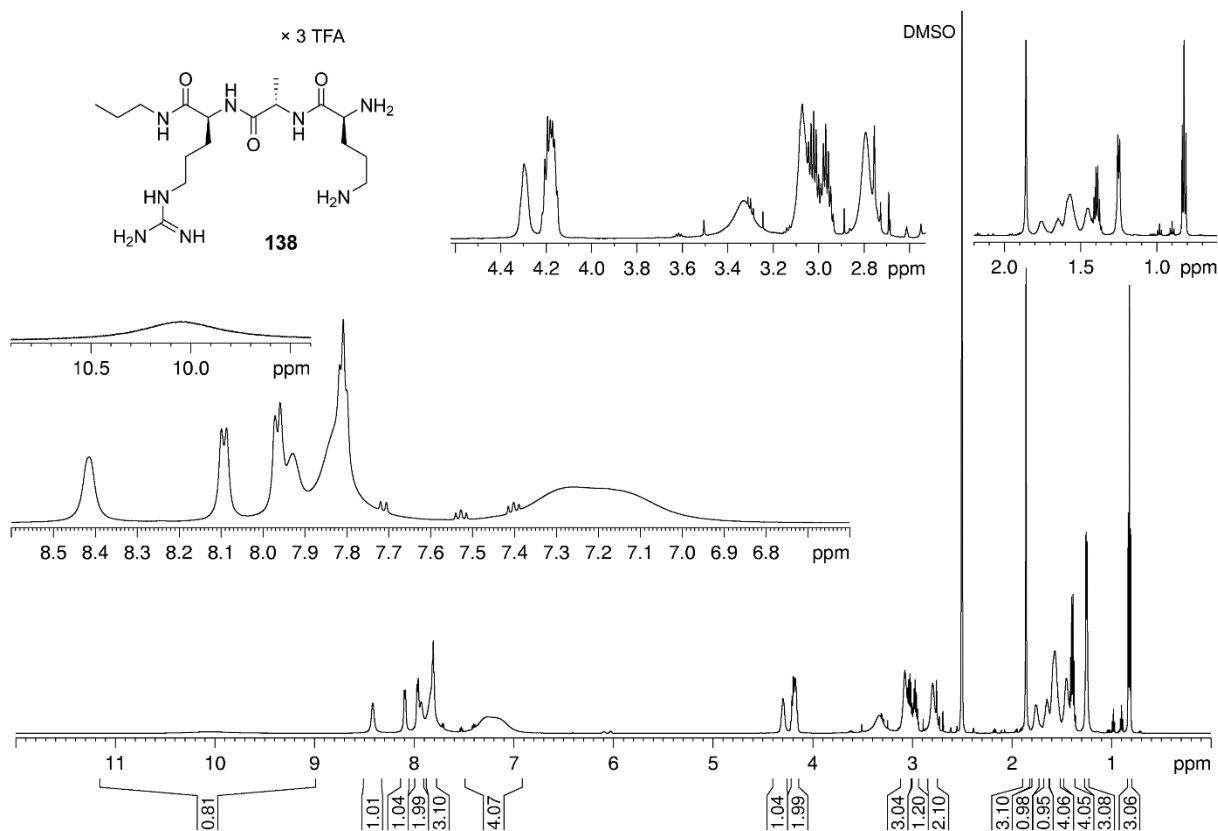 × 3 TFA
O
H
N
O
NH2
N
H
O
N
H
H2N
HN
H2N
NH
138
DMSO
4.4 4.2 4.0 3.8 3.6 3.4 3.2 3.0 2.8 ppm
2.0 1.5 1.0 ppm
10.5 10.0 ppm
8.5 8.4 8.3 8.2 8.1 8.0 7.9 7.8 7.7 7.6 7.5 7.4 7.3 7.2 7.1 7.0 6.9 6.8 ppm
11 10 9 8 7 6 5 4 3 2 1 ppm
0.81 1.01 1.04 1.99 3.10 4.07 1.04 1.99 3.04 1.20 2.10 3.10 0.98 0.95 4.06 4.05 3.08 3.06